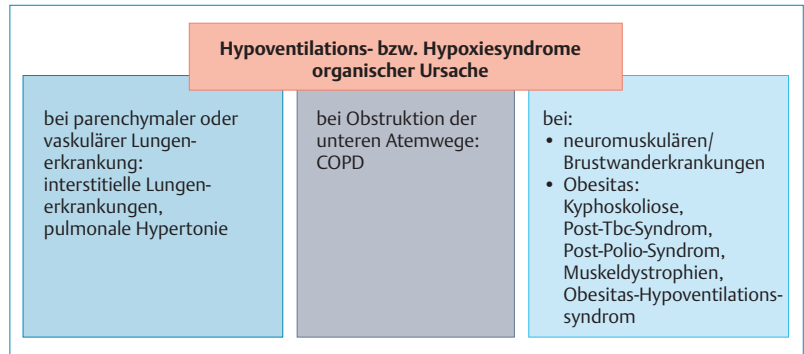 Hypoventilations- bzw. Hypoxiesyndrome
organischer Ursache
bei parenchymaler oder
vaskulärer Lungen-
erkrankung:
interstitielle Lungen-
erkrankungen,
pulmonale Hypertonie
bei Obstruktion der
unteren Atemwege:
COPD
bei:
• neuromuskulären/
Brustwanderkrankungen
• Obesitas:
Kyphoskoliose,
Post-Tbc-Syndrom,
Post-Polio-Syndrom,
Muskeldystrophien,
Obesitas-Hypoventilations-
syndrom